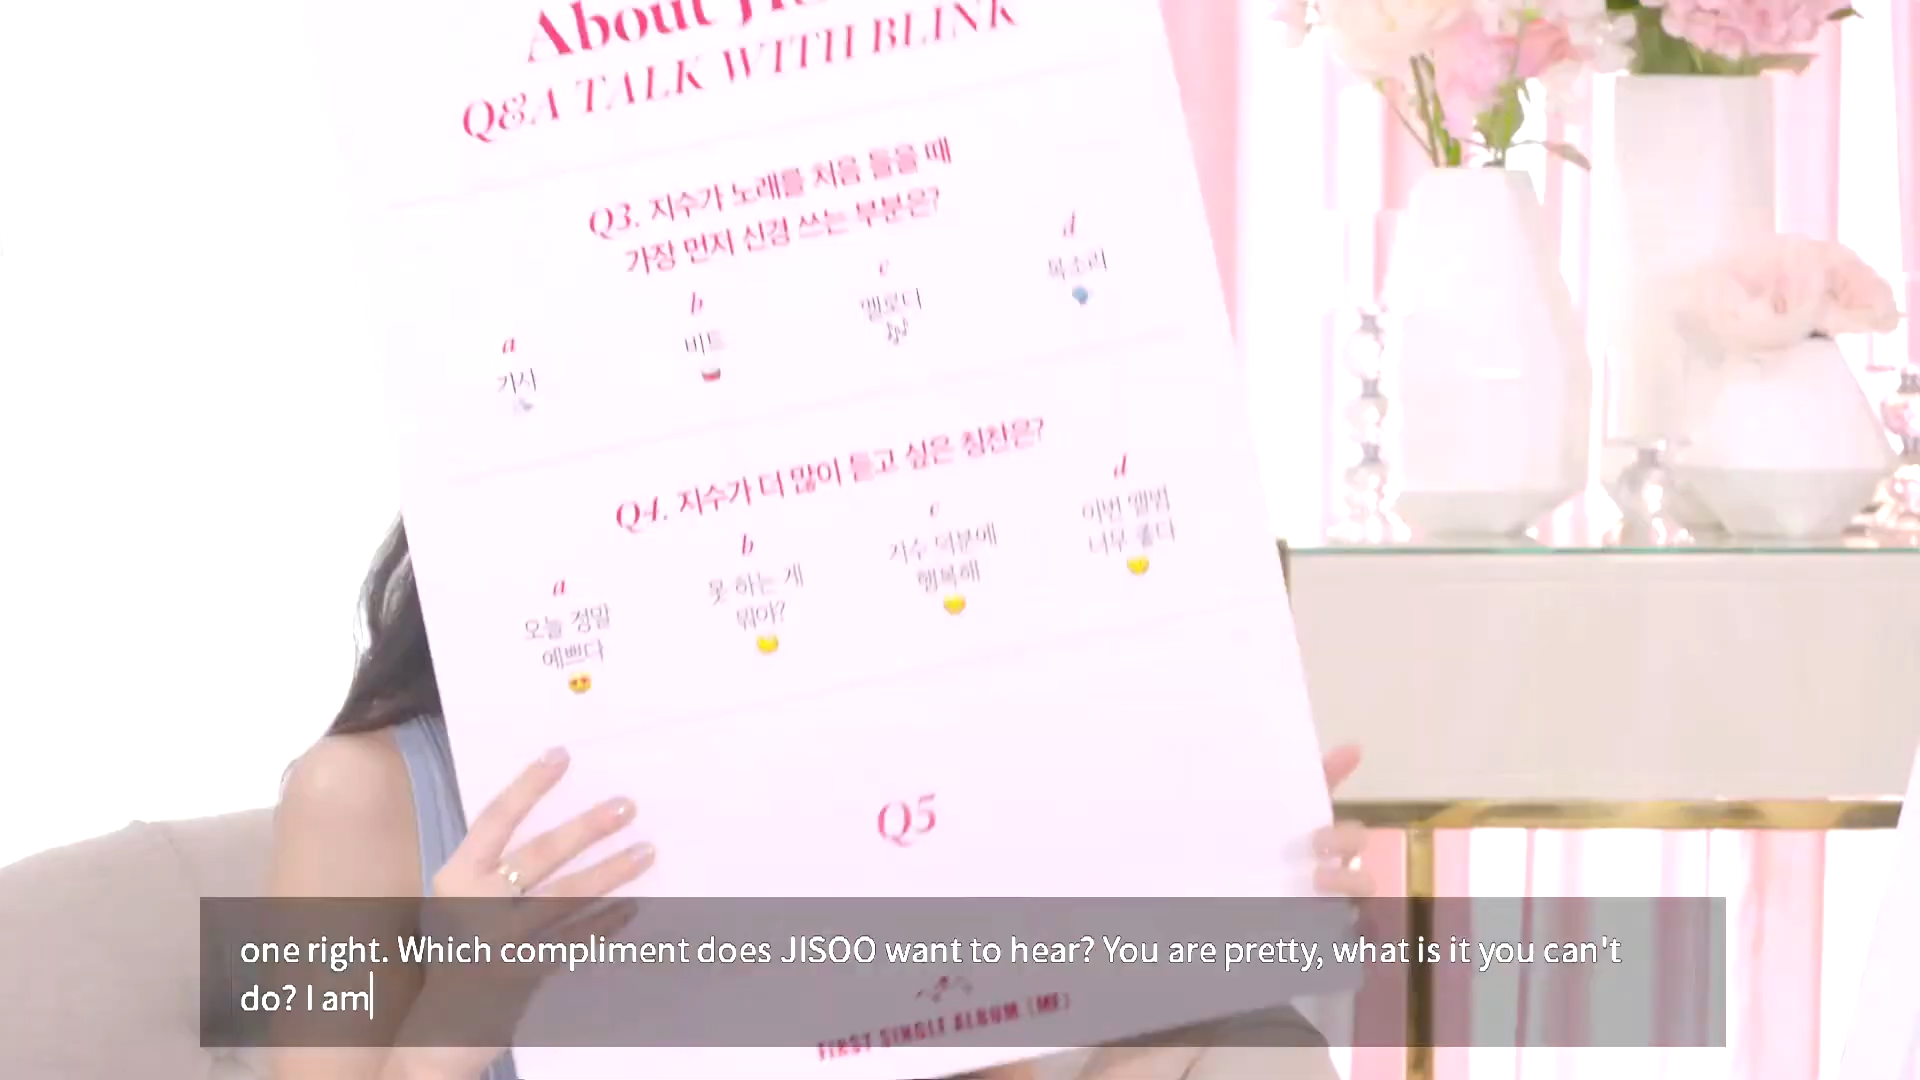 About
Q&A TALK WITH BLINK
Q3. 지수가 노래를 처음 들을 때
가장 먼저 신경 쓰는 부분은?
a
가사
b
비트
c
멜로디
d
목소리
Q4. 지수가 더 많이 듣고 싶은 칭찬은?
a
오늘 정말
예쁘다
b
못 하는 게
뭐야?
c
가수 덕분에
행복해
d
이번 앨범
너무 좋다
Q5
one right. Which compliment does JISOO want to hear? You are pretty, what is it you can't
do? I am
FIRST SINGLE ALBUM [ME]